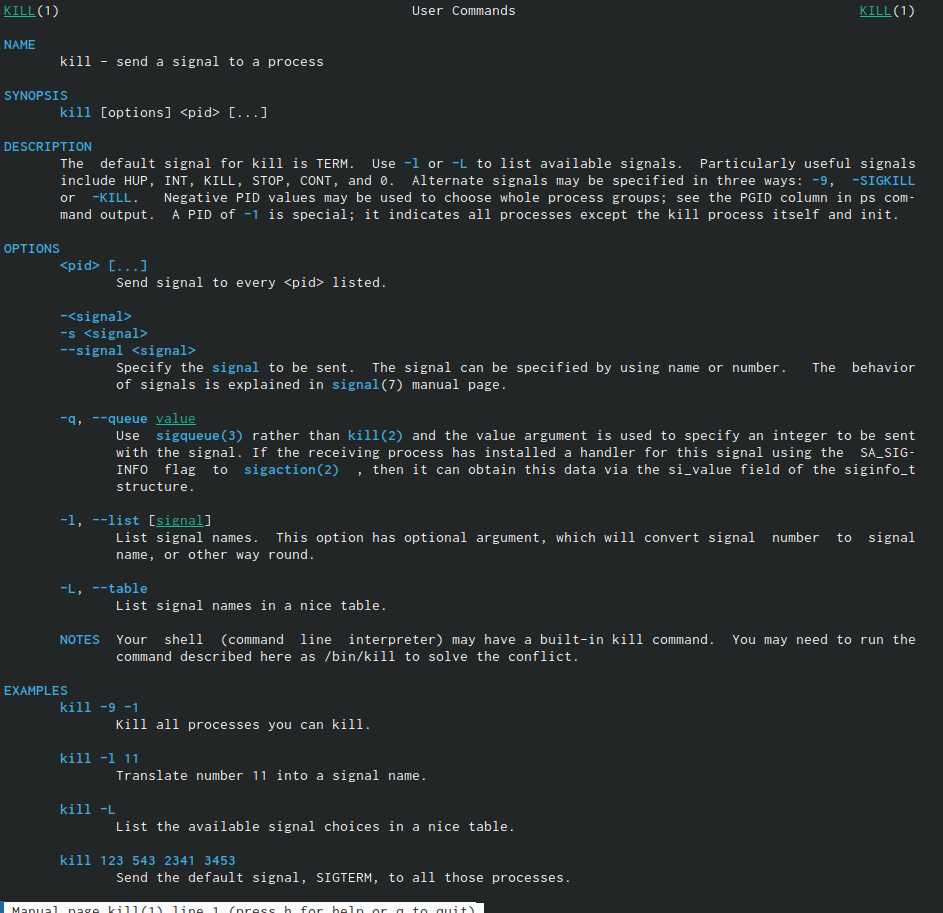 KILL(1) User Commands KILL(1)
NAME
kill - send a signal to a process
SYNOPSIS
kill [options] <pid> [...]
DESCRIPTION
The default signal for kill is TERM. Use -l or -L to list available signals. Particularly useful signals
include HUP, INT, KILL, STOP, CONT, and 0. Alternate signals may be specified in three ways: -9, -SIGKILL
or -KILL. Negative PID values may be used to choose whole process groups; see the PGID column in ps com-
mand output. A PID of -1 is special; it indicates all processes except the kill process itself and init.
OPTIONS
<pid> [...]
Send signal to every <pid> listed.
-<signal>
-s <signal>
--signal <signal>
Specify the signal to be sent. The signal can be specified by using name or number. The behavior
of signals is explained in signal(7) manual page.
-q, --queue value
Use sigqueue(3) rather than kill(2) and the value argument is used to specify an integer to be sent
with the signal. If the receiving process has installed a handler for this signal using the SA_SIG-
INFO flag to sigaction(2) , then it can obtain this data via the si_value field of the siginfo_t
structure.
-l, --list [signal]
List signal names. This option has optional argument, which will convert signal number to signal
name, or other way round.
-L, --table
List signal names in a nice table.
NOTES Your shell (command line interpreter) may have a built-in kill command. You may need to run the
command described here as /bin/kill to solve the conflict.
EXAMPLES
kill -9 -1
Kill all processes you can kill.
kill -l 11
Translate number 11 into a signal name.
kill -L
List the available signal choices in a nice table.
kill 123 543 2341 3453
Send the default signal, SIGTERM, to all those processes.
Manual page kill(1) line 1 (press h for help or q to quit)